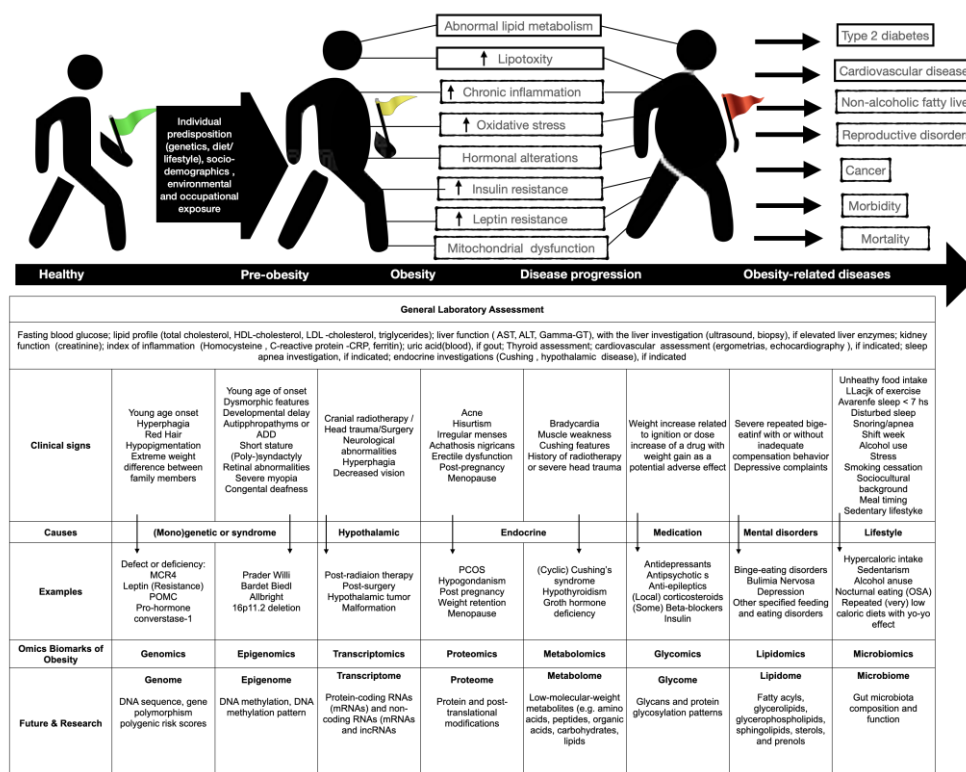 Abnormal lipid metabolism
↑ Lipotoxity
↑ Chronic inflammation
↑ Oxidative stress
Hormonal alterations
↑ Insulin resistance
↑ Leptin resistance
Mitochondrial dysfunction
Individual
predisposition
(genetics, diet/
lifestyle), socio-
demographics ,
environmental
and occupational
exposure
Type 2 diabetes
Cardiovascular disease
Non-alcoholic fatty live
Reproductive disorder
Cancer
Morbidity
Mortality
Healthy
Pre-obesity
Obesity
Disease progression
Obesity-related diseases
General Laboratory Assessment
Fasting blood glucose; lipid profile (total cholesterol, HDL-cholesterol, LDL -cholesterol, triglycerides); liver function ( AST, ALT, Gamma-GT), with the liver investigation (ultrasound, biopsy), if elevated liver enzymes; kidney
function (creatinine); index of inflammation (Homocysteine , C-reactive protein -CRP, ferritin); uric acid(blood), if gout; Thyroid assessment; cardiovascular assessment (ergometrias, echocardiography ), if indicated; sleep
apnea investigation, if indicated; endocrine investigations (Cushing , hypothalamic disease), if indicated
Clinical signs
Young age onset
Hyperphagia
Red Hair
Hypopigmentation
Extreme weight
difference between
family members
Young age of onset
Dysmorphic features
Developmental delay
Autipphropathyms or
ADD
Short stature
(Poly-)syndactyly
Retinal abnormalities
Severe myopia
Congental deafness
Cranial radiotherapy /
Head trauma/Surgery
Neurological
abnormalities
Hyperphagia
Decreased vision
Acne
Hisurtism
Irregular menses
Achathosis nigricans
Erectile dysfunction
Post-pregnancy
Menopause
Bradycardia
Muscle weakness
Cushing features
History of radiotherapy
or severe head trauma
Weight increase related
to ignition or dose
increase of a drug with
weight gain as a
potential adverse effect
Severe repeated bige-
eatinf with or without
inadequate
compensation behavior
Depressive complaints
Unheathy food intake
LLacjk of exercise
Avarenfe sleep < 7 hs
Disturbed sleep
Snoring/apnea
Shift week
Alcohol use
Stress
Smoking cessation
Sociocultural
background
Meal timing
Sedentary lifestyke
Causes
(Mono)genetic or syndrome
Hypothalamic
Endocrine
Medication
Mental disorders
Lifestyle
Examples
Defect or deficiency:
MCR4
Leptin (Resistance)
POMC
Pro-hormone
converstase-1
Prader Willi
Bardet Biedl
Allbright
16p11.2 deletion
Post-radiaion therapy
Post-surgery
Hypothalamic tumor
Malformation
PCOS
Hypogondanism
Post pregnancy
Weight retention
Menopause
(Cyclic) Cushing's
syndrome
Hypothyroidism
Groth hormone
deficiency
Antidepressants
Antipsychotic s
Anti-epileptics
(Local) corticosteroids
(Some) Beta-blockers
Insulin
Binge-eating disorders
Bulimia Nervosa
Depression
Other specified feeding
and eating disorders
Hypercaloric intake
Sedentarism
Alcohol anuse
Nocturnal eating (OSA)
Repeated (very) low
caloric diets with yo-yo
effect
Omics Biomarks of
Obesity
Genomics
Epigenomics
Transcriptomics
Proteomics
Metabolomics
Glycomics
Lipidomics
Microbiomics
Future & Research
Genome
DNA sequence, gene
polymorphism
polygenic risk scores
Epigenome
DNA methylation, DNA
methylation pattern
Transcriptome
Protein-coding RNAs
(mRNAs) and non-
coding RNAs (mRNAs
and incRNAs
Proteome
Protein and post-
translational
modifications
Metabolome
Low-molecular-weight
metabolites (e.g. amino
acids, peptides, organic
acids, carbohydrates,
lipids
Glycome
Glycans and protein
glycosylation patterns
Lipidome
Fatty acyls,
glycerolipids,
glycerophospholipids,
sphingolipids, sterols,
and prenols
Microbiome
Gut microbiota
composition and
function